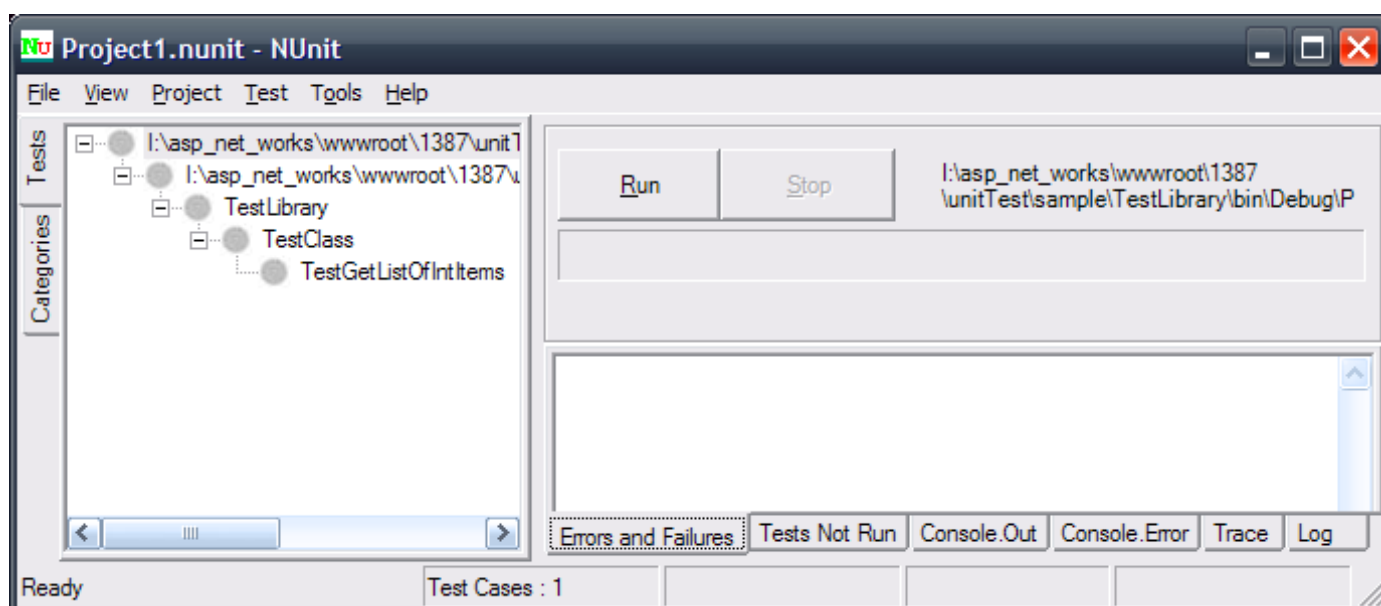 NU Project1.nunit - NUnit
File View Project Test Tools Help
Tests
Categories
I:\asp_net_works\wwwroot\1387\unitT
I:\asp_net_works\wwwroot\1387\u
TestLibrary
TestClass
TestGetListOfIntItems
Run
Stop
I:\asp_net_works\wwwroot\1387
\unitTest\sample\TestLibrary\bin\Debug\P
Errors and Failures Tests Not Run Console.Out Console.Error Trace Log
Ready Test Cases : 1